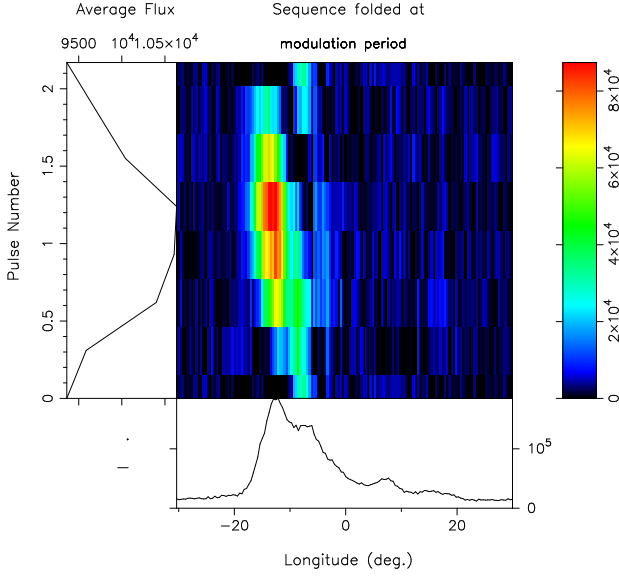 Average Flux
Sequence folded at
9500 10⁴ 1.05×10⁴
modulation period
Pulse Number
2
1.5
1
0.5
0
8×10⁴
6×10⁴
4×10⁴
2×10⁴
0
10⁵
0
−20 0 20
Longitude (deg.)